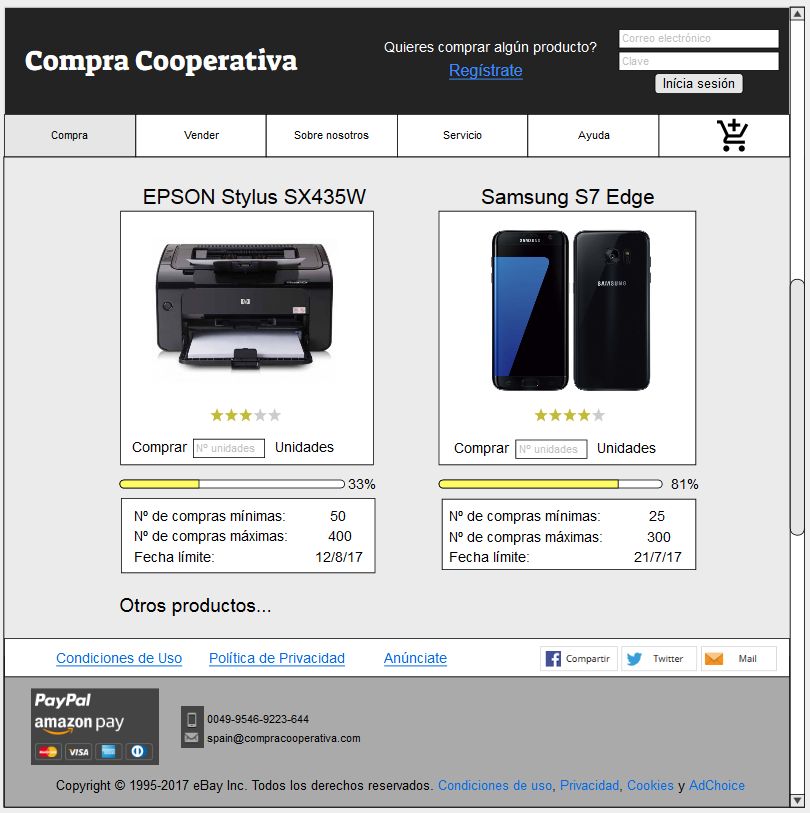 Compra Cooperativa
Quieres comprar algún producto?
Regístrate
Correo electrónico
Clave
Inícia sesión
Compra Vender Sobre nosotros Servicio Ayuda
EPSON Stylus SX435W
hp
Comprar Nº unidades Unidades
33%
Nº de compras mínimas: 50
Nº de compras máximas: 400
Fecha límite: 12/8/17
Samsung S7 Edge
SAMSUNG
SAMSUNG
Comprar Nº unidades Unidades
81%
Nº de compras mínimas: 25
Nº de compras máximas: 300
Fecha límite: 21/7/17
Otros productos...
Condiciones de Uso Política de Privacidad Anúnciate
Compartir Twitter Mail
PayPal
amazon pay
VISA
0049-9546-9223-644
spain@compracooperativa.com
Copyright © 1995-2017 eBay Inc. Todos los derechos reservados. Condiciones de uso, Privacidad, Cookies y AdChoice